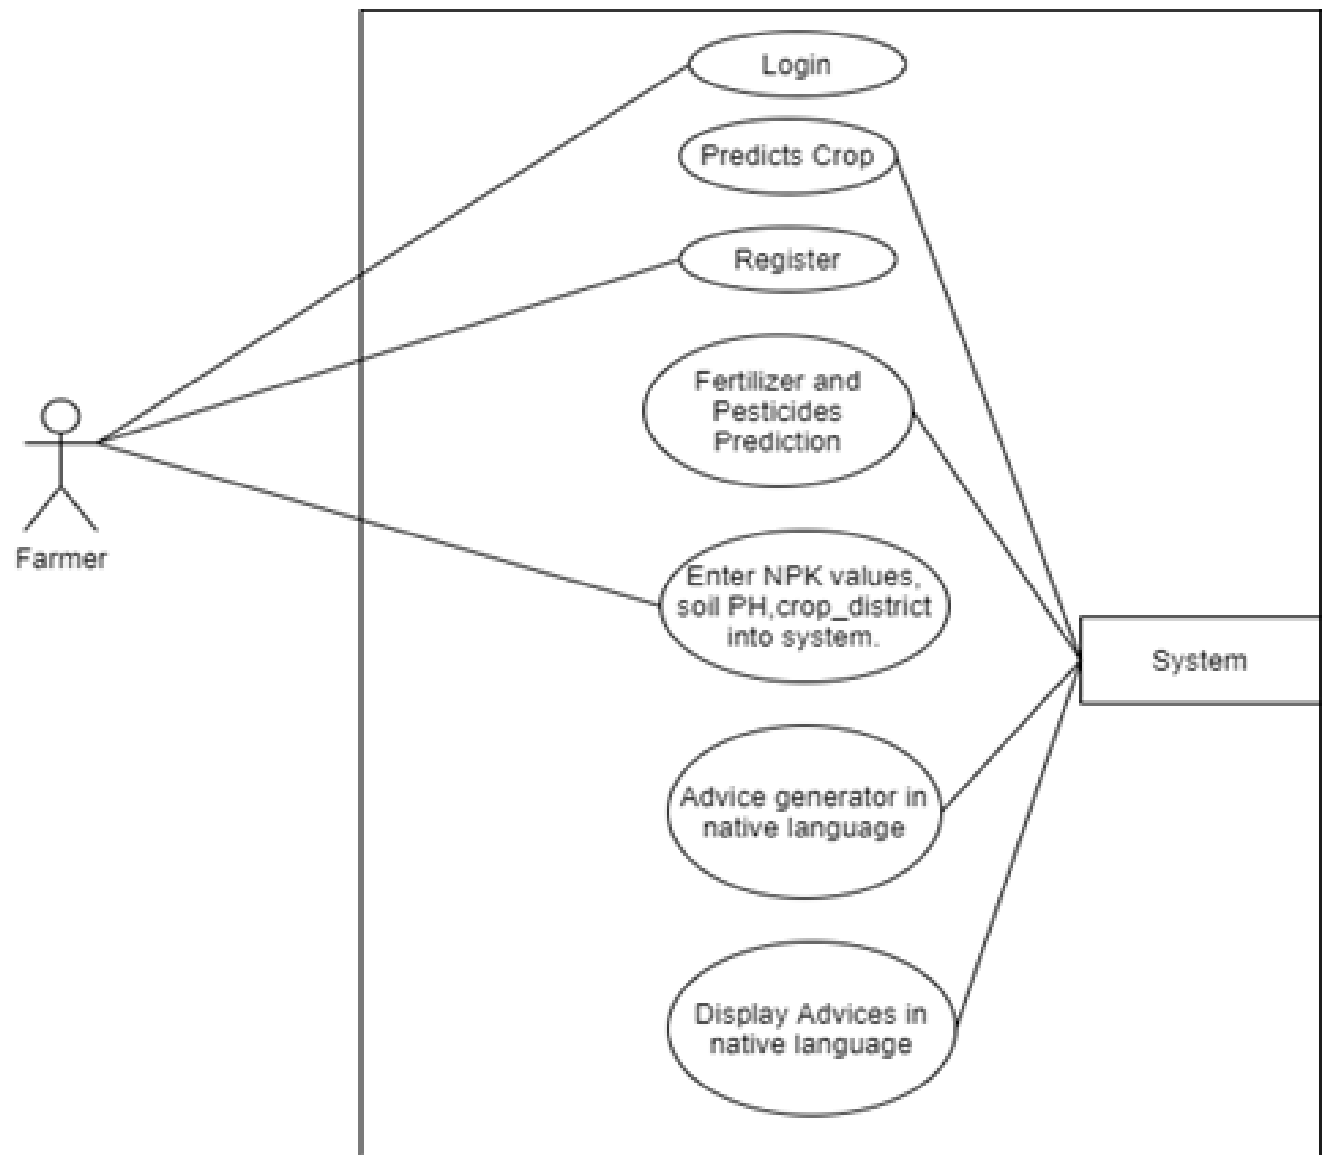 Login
Predicts Crop
Register
Fertilizer and
Pesticides
Prediction
Farmer
Enter NPK values,
soil PH,crop_district
into system.
System
Advice generator in
native language
Display Advices in
native language